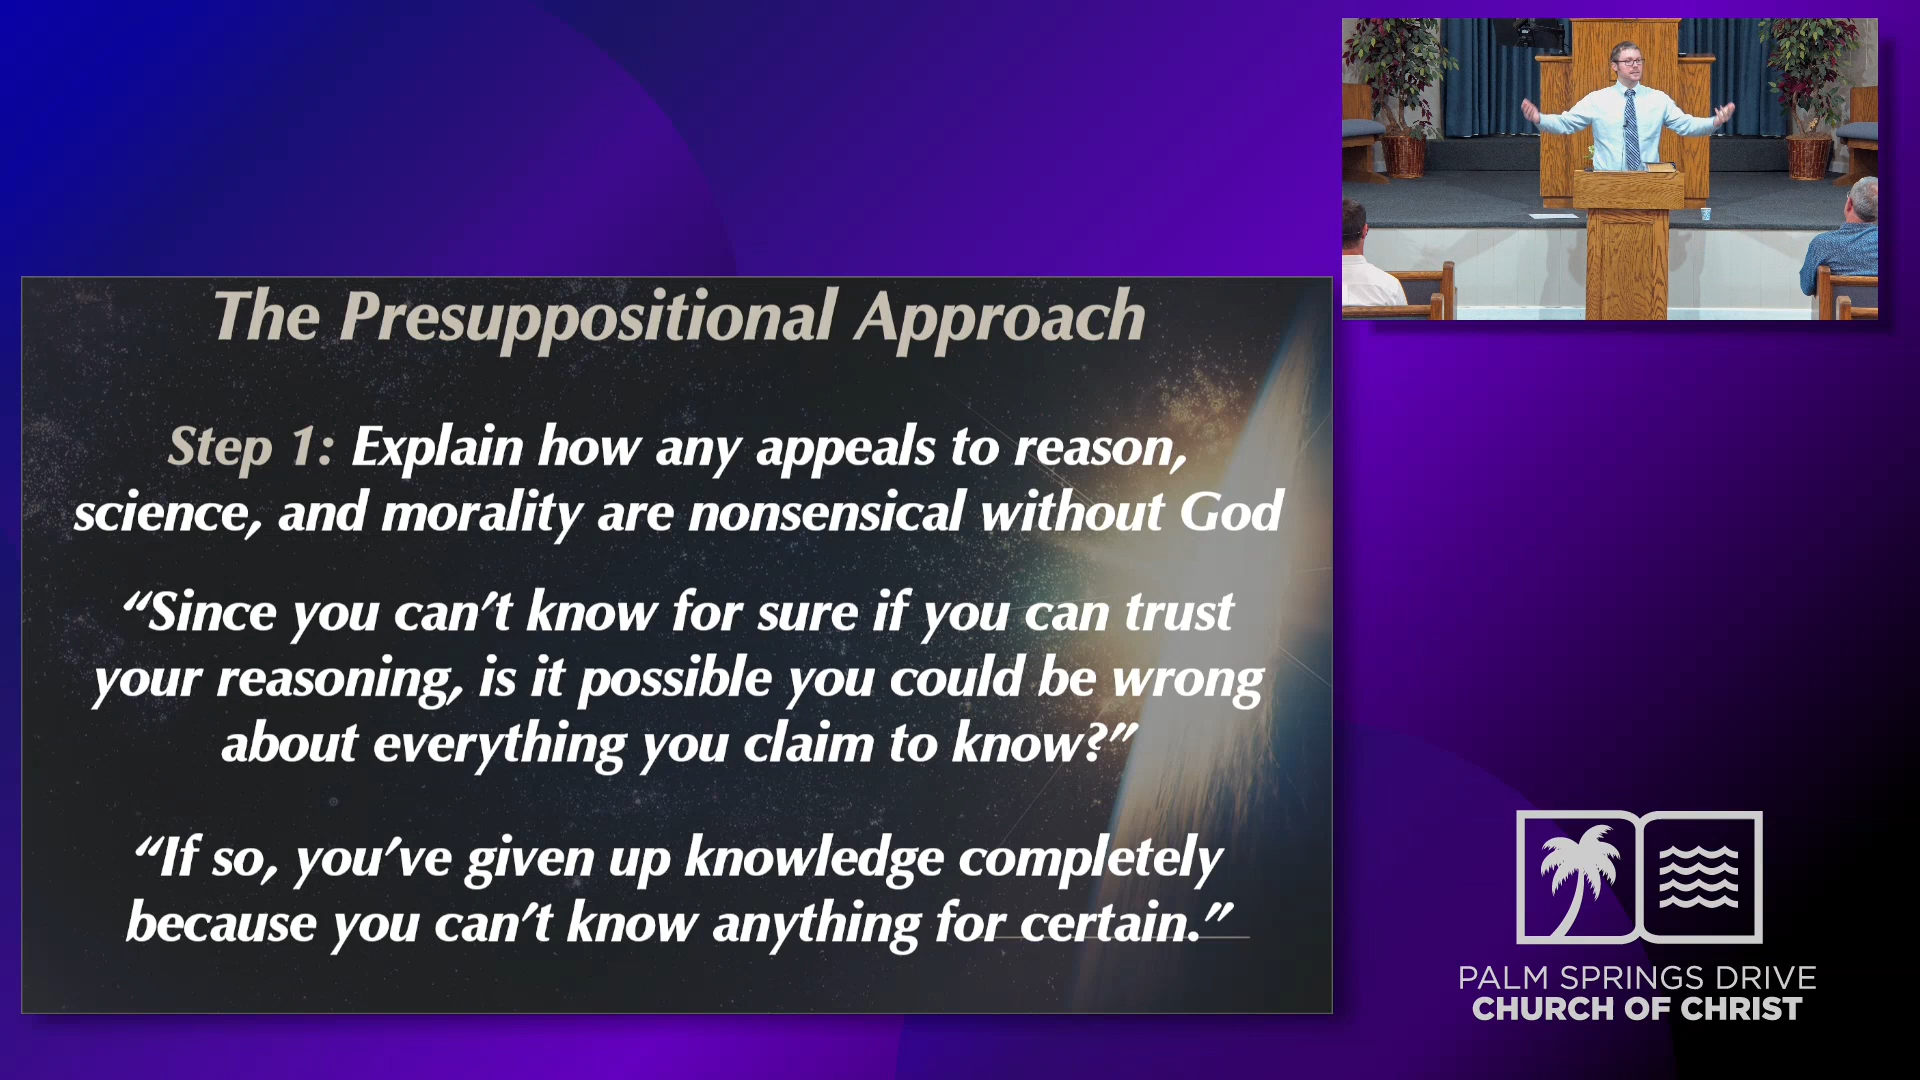 The Presuppositional Approach
Step 1: Explain how any appeals to reason,
science, and morality are nonsensical without God
“Since you can’t know for sure if you can trust
your reasoning, is it possible you could be wrong
about everything you claim to know?”
“If so, you’ve given up knowledge completely
because you can’t know anything for certain.”
PALM SPRINGS DRIVE
CHURCH OF CHRIST